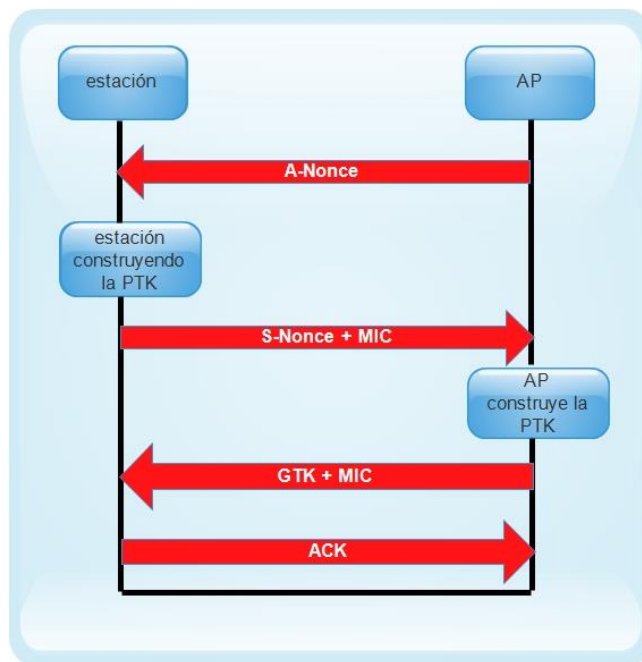 estación
AP
A-Nonce
estación
construyendo
la PTK
S-Nonce + MIC
AP
construye la
PTK
GTK + MIC
ACK